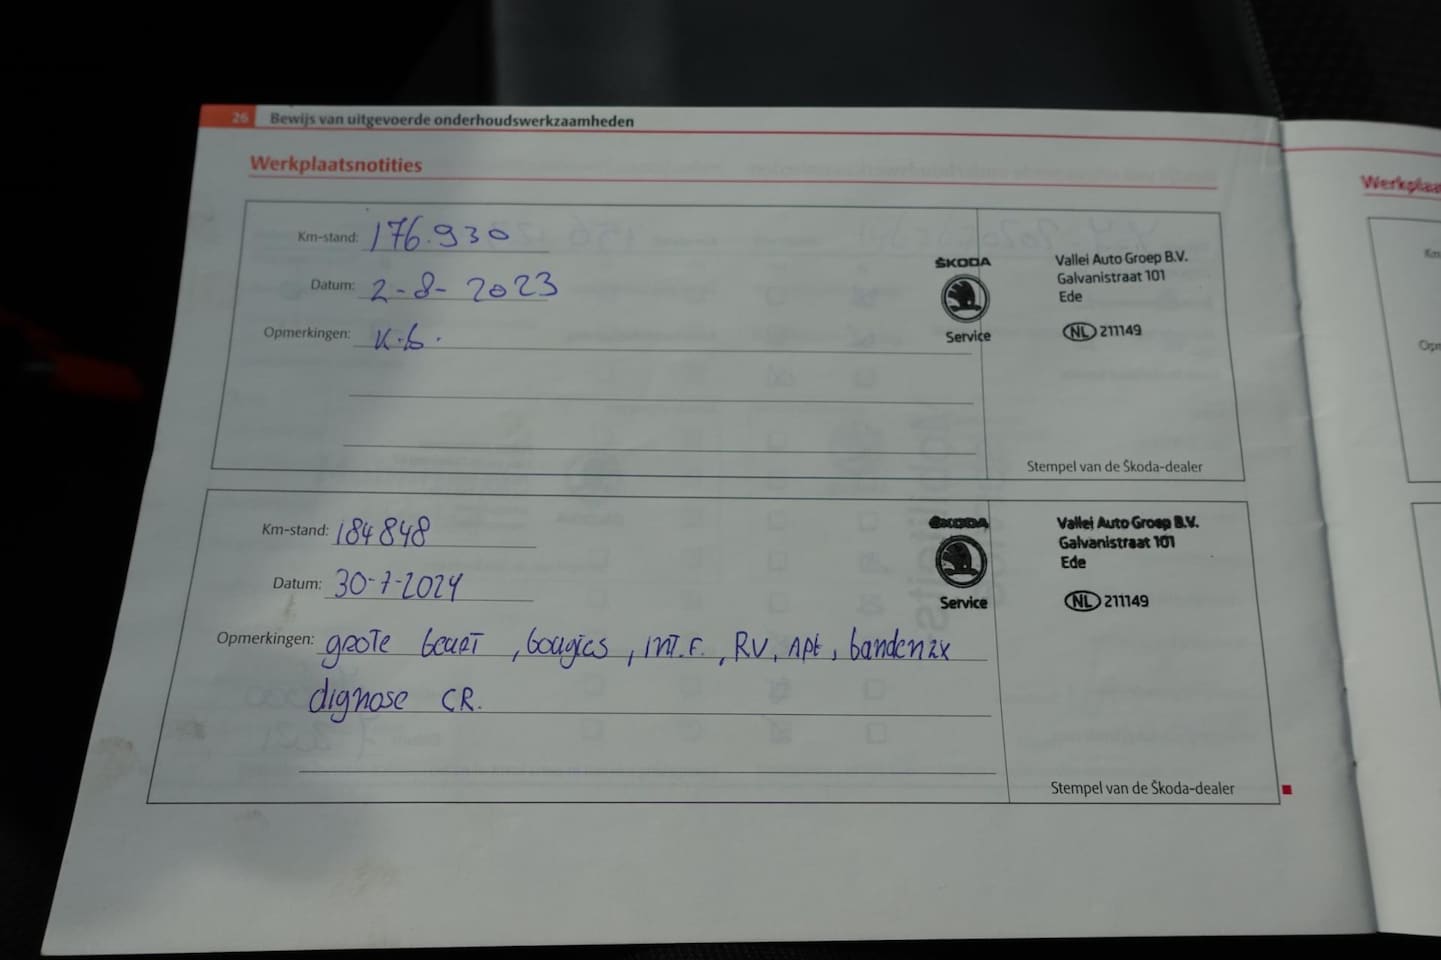 26 Bewijs van uitgevoerde onderhoudswerkzaamheden
Werkplaatsnotities
Km-stand: 176.930
Datum: 2-8-2023
Opmerkingen: K.b.
ŠKODA
Service
Vallei Auto Groep B.V.
Galvanistraat 101
Ede
NL 211149
Stempel van de Škoda-dealer
Km-stand: 184848
Datum: 30-7-2024
Opmerkingen: grote beurt, bougies, int.F., RV, APk, banden 2x
dignose CR.
ŠKODA
Service
Vallei Auto Groep B.V.
Galvanistraat 101
Ede
NL 211149
Stempel van de Škoda-dealer